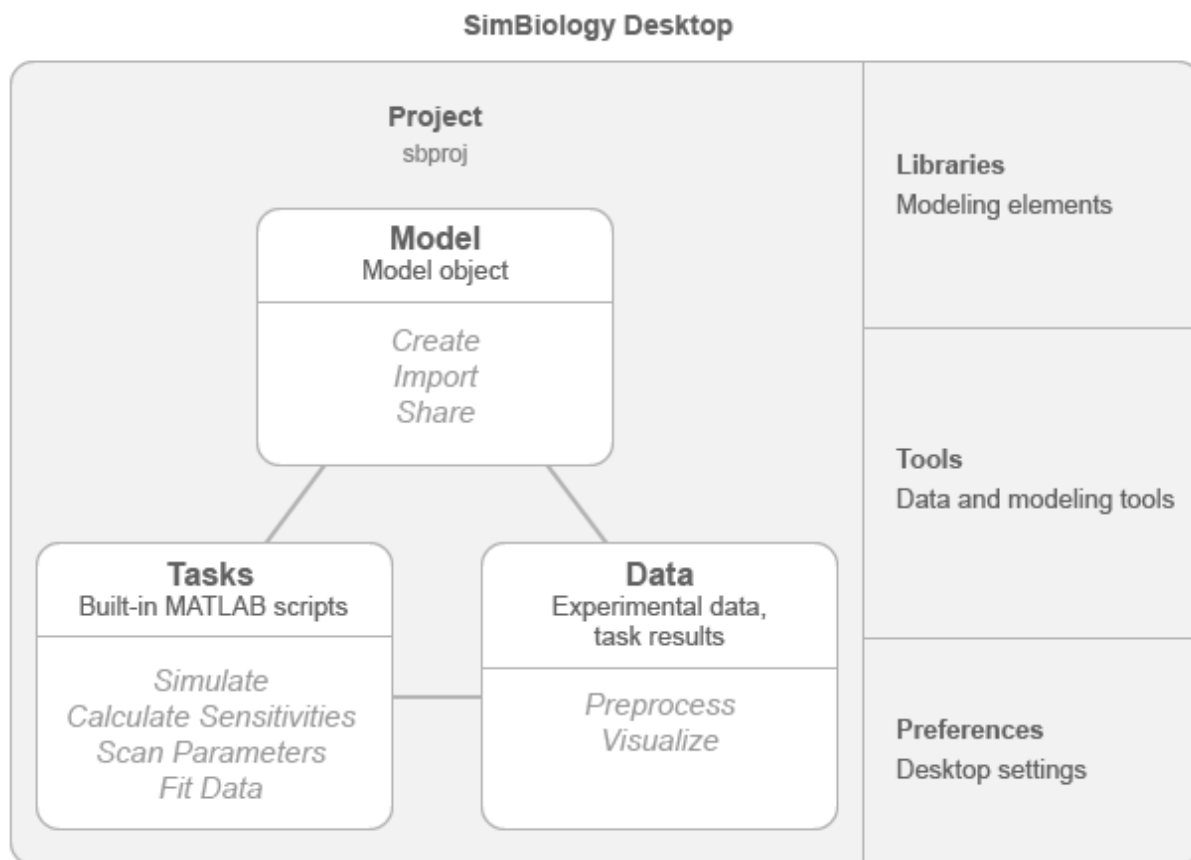 SimBiology Desktop
Project
sbproj
Model
Model object
Create
Import
Share
Tasks
Built-in MATLAB scripts
Simulate
Calculate Sensitivities
Scan Parameters
Fit Data
Data
Experimental data,
task results
Preprocess
Visualize
Libraries
Modeling elements
Tools
Data and modeling tools
Preferences
Desktop settings